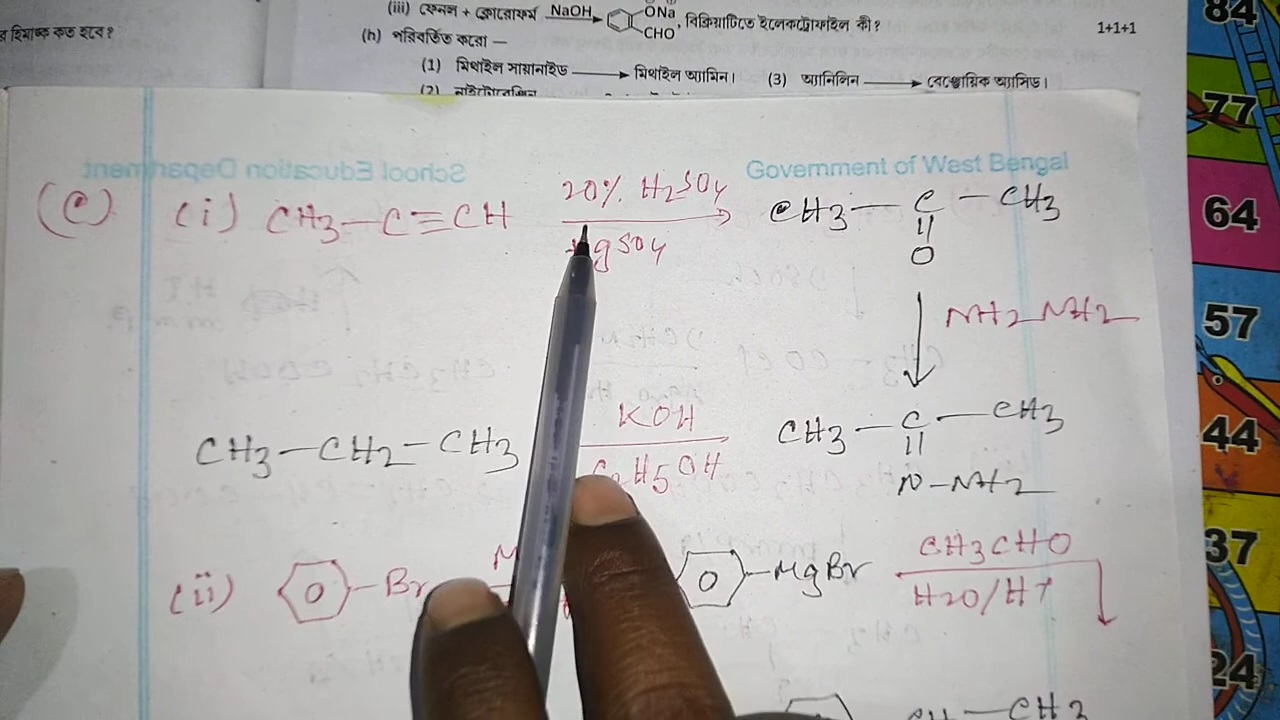 (iii) ফেনল + ক্লোরোফর্ম NaOH ONa CHO, বিক্রিয়াটিতে ইলেকট্রোফাইল কী? 1+1+1
কত হবে?
(h) পরিবর্তিত করো —
(1) মিথাইল সায়ানাইড → মিথাইল অ্যামিন। (3) অ্যানিলিন → বেঞ্জোয়িক অ্যাসিড।
(2)
School Education Department Government of West Bengal
(C) (i) CH3—C≡CH 20% H2SO4 HgSO4 → CH3—C—CH3
||
O
↓ NH2NH2
CH3—CH2—CH3 KOH C2H5OH CH3—C—CH3
||
N—NH2
(ii) Br MgBr CH3CHO H2O/H+
CH3
84
77
64
57
44
37
24